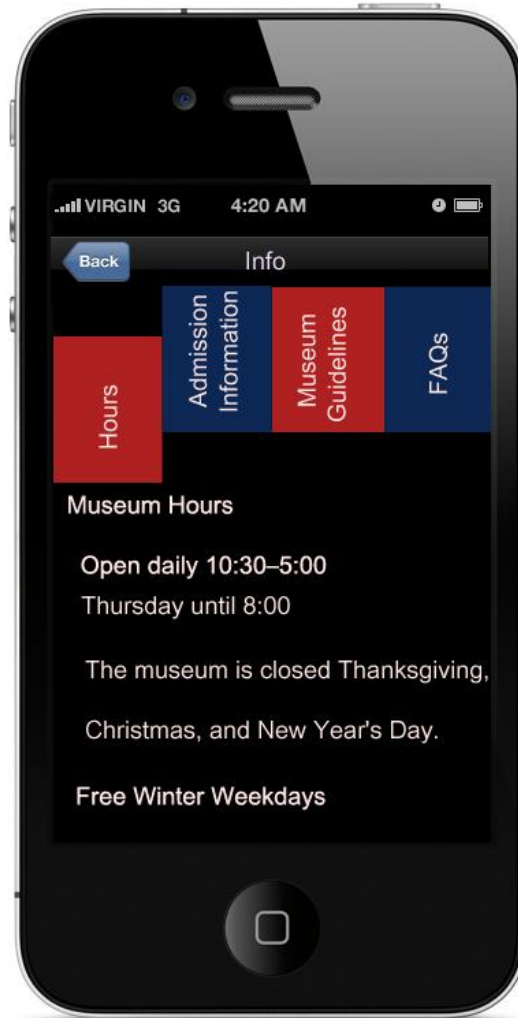 VIRGIN 3G 4:20 AM
Back Info
Hours
Admission
Information
Museum
Guidelines
FAQs
Museum Hours
Open daily 10:30–5:00
Thursday until 8:00
The museum is closed Thanksgiving,
Christmas, and New Year's Day.
Free Winter Weekdays